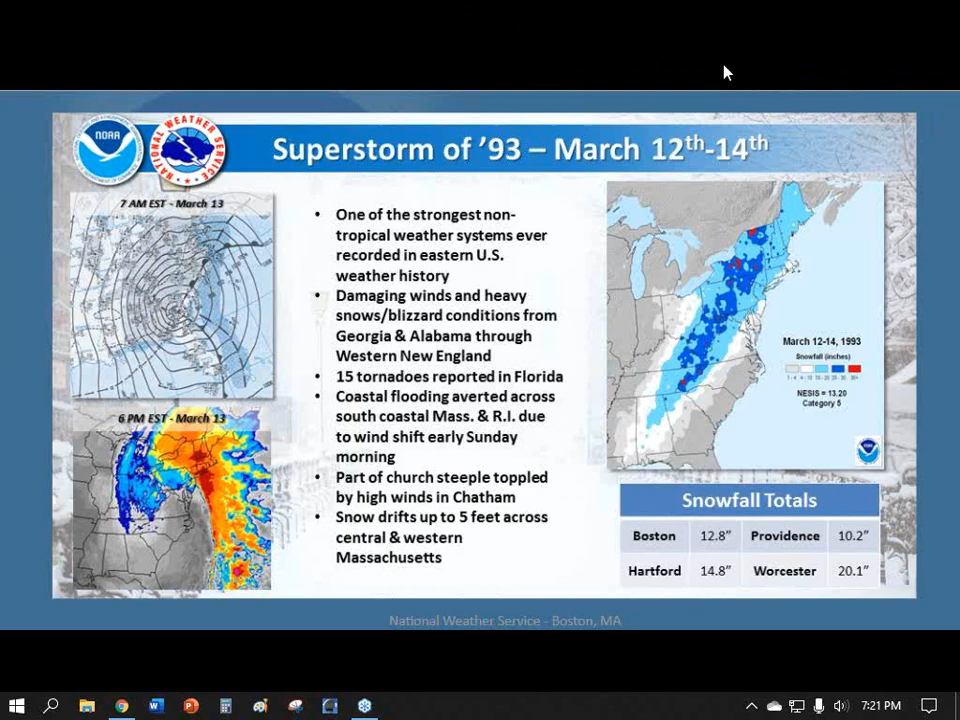 NOAA
NATIONAL WEATHER SERVICE
Superstorm of ’93 – March 12th-14th
7 AM EST - March 13
6 PM EST - March 13
• One of the strongest non-
tropical weather systems ever
recorded in eastern U.S.
weather history
• Damaging winds and heavy
snows/blizzard conditions from
Georgia & Alabama through
Western New England
• 15 tornadoes reported in Florida
• Coastal flooding averted across
south coastal Mass. & R.I. due
to wind shift early Sunday
morning
• Part of church steeple toppled
by high winds in Chatham
• Snow drifts up to 5 feet across
central & western
Massachusetts
March 12-14, 1993
Snowfall (inches)
NESIS = 13.20
Category 5
Snowfall Totals
Boston 12.8” Providence 10.2”
Hartford 14.8” Worcester 20.1”
National Weather Service - Boston, MA
7:21 PM